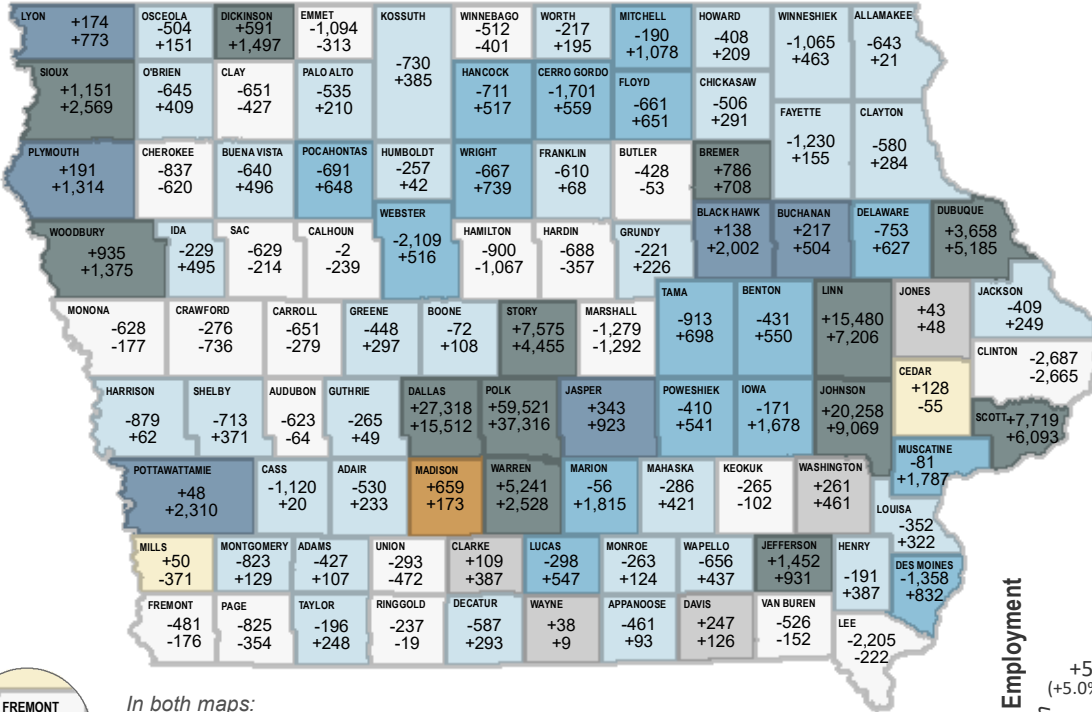 LYON
+174
+773
OSCEOLA
-504
+151
DICKINSON
+591
+1,497
EMMET
-1,094
-313
KOSSUTH
-730
+385
WINNEBAGO
-512
-401
WORTH
-217
+195
MITCHELL
-190
+1,078
HOWARD
-408
+209
WINNESHIEK
-1,065
+463
ALLAMAKEE
-643
+21
SIOUX
+1,151
+2,569
O'BRIEN
-645
+409
CLAY
-651
-427
PALO ALTO
-535
+210
HANCOCK
-711
+517
CERRO GORDO
-1,701
+559
FLOYD
-661
+651
CHICKASAW
-506
+291
FAYETTE
-1,230
+155
CLAYTON
-580
+284
PLYMOUTH
+191
+1,314
CHEROKEE
-837
-620
BUENA VISTA
-640
+496
POCAHONTAS
-691
+648
HUMBOLDT
-257
+42
WRIGHT
-667
+739
FRANKLIN
-610
+68
BUTLER
-428
-53
BREMER
+786
+708
WOODBURY
+935
+1,375
IDA
-229
+495
SAC
-629
-214
CALHOUN
-2
-239
WEBSTER
-2,109
+516
HAMILTON
-900
-1,067
HARDIN
-688
-357
GRUNDY
-221
+226
BLACK HAWK
+138
+2,002
BUCHANAN
+217
+504
DELAWARE
-753
+627
DUBUQUE
+3,658
+5,185
MONONA
-628
-177
CRAWFORD
-276
-736
CARROLL
-651
-279
GREENE
-448
+297
BOONE
-72
+108
STORY
+7,575
+4,455
MARSHALL
-1,279
-1,292
TAMA
-913
+698
BENTON
-431
+550
LINN
+15,480
+7,206
JONES
+43
+48
JACKSON
-409
+249
CLINTON
-2,687
-2,665
HARRISON
-879
+62
SHELBY
-713
+371
AUDUBON
-623
-64
GUTHRIE
-265
+49
DALLAS
+27,318
+15,512
POLK
+59,521
+37,316
JASPER
+343
+923
POWESHIEK
-410
+541
IOWA
-171
+1,678
JOHNSON
+20,258
+9,069
CEDAR
+128
-55
SCOTT
+7,719
+6,093
MUSCATINE
-81
+1,787
POTTAWATTAMIE
+48
+2,310
CASS
-1,120
+20
ADAIR
-530
+233
MADISON
+659
+173
WARREN
+5,241
+2,528
MARION
-56
+1,815
MAHASKA
-286
+421
KEOKUK
-265
-102
WASHINGTON
+261
+461
LOUISA
-352
+322
MILLS
+50
-371
MONTGOMERY
-823
+129
ADAMS
-427
+107
UNION
-293
-472
CLARKE
+109
+387
LUCAS
-298
+547
MONROE
-263
+124
WAPELLO
-656
+437
JEFFERSON
+1,452
+931
HENRY
-191
+387
DES MOINES
-1,358
+832
FREMONT
-481
-176
PAGE
-825
-354
TAYLOR
-196
+248
RINGGOLD
-237
-19
DECATUR
-587
+293
WAYNE
+38
+9
APPANOOSE
-461
+93
DAVIS
+247
+126
VAN BUREN
-526
-152
LEE
-2,205
-222
FREMONT
In both maps:
Employment
+5
(+5.0%